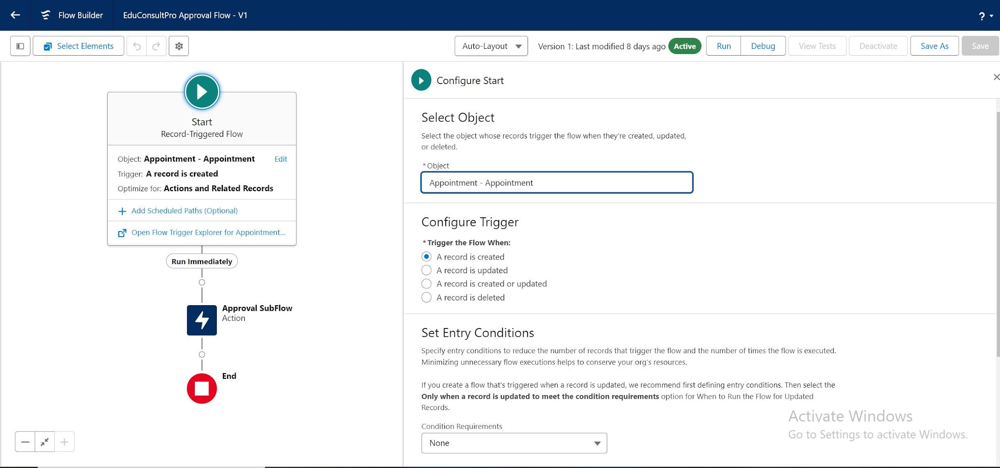 Flow Builder
EduConsultPro Approval Flow - V1
?
Select Elements
Auto-Layout
Version 1: Last modified 8 days ago
Active
Run
Debug
View Tests
Deactivate
Save As
Save
Start
Record-Triggered Flow
Object: Appointment - Appointment
Edit
Trigger: A record is created
Optimize for: Actions and Related Records
Add Scheduled Paths (Optional)
Open Flow Trigger Explorer for Appointment...
Run Immediately
Approval SubFlow
Action
End
Configure Start
Select Object
Select the object whose records trigger the flow when they're created, updated,
or deleted.
* Object
Appointment - Appointment
Configure Trigger
* Trigger the Flow When:
A record is created
A record is updated
A record is created or updated
A record is deleted
Set Entry Conditions
Specify entry conditions to reduce the number of records that trigger the flow and the number of times the flow is executed.
Minimizing unnecessary flow executions helps to conserve your org's resources.
If you create a flow that's triggered when a record is updated, we recommend first defining entry conditions. Then select the
Only when a record is updated to meet the condition requirements option for When to Run the Flow for Updated
Records.
Condition Requirements
None
Activate Windows
Go to Settings to activate Windows.